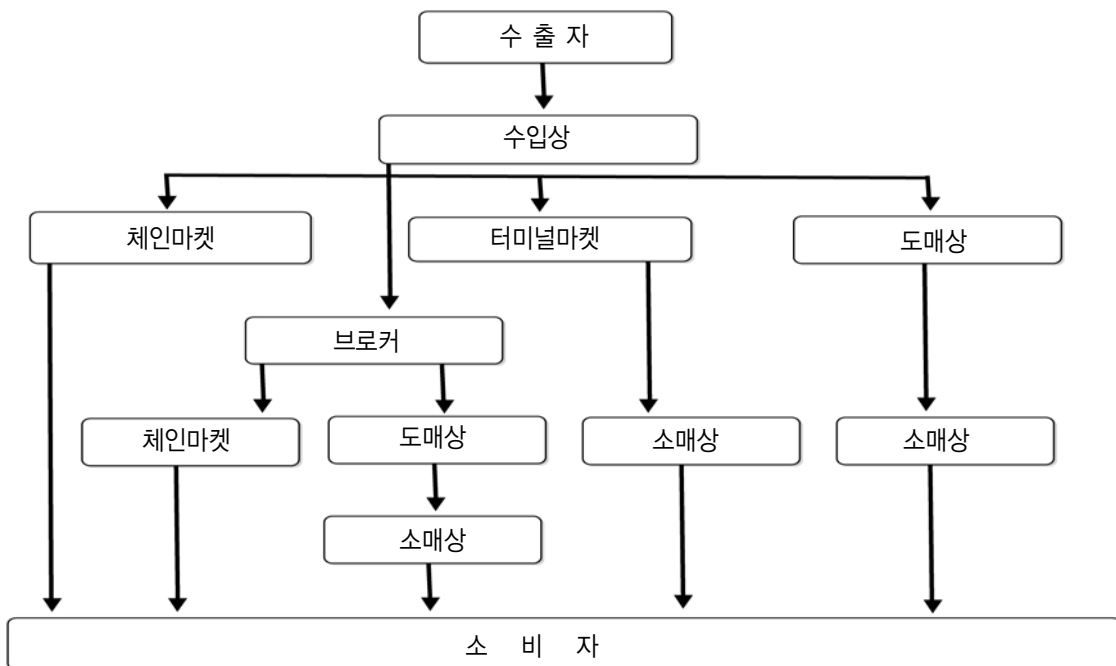 수 출 자
수입상
체인마켓
터미널마켓
도매상
브로커
체인마켓
도매상
소매상
소매상
소매상
소 비 자